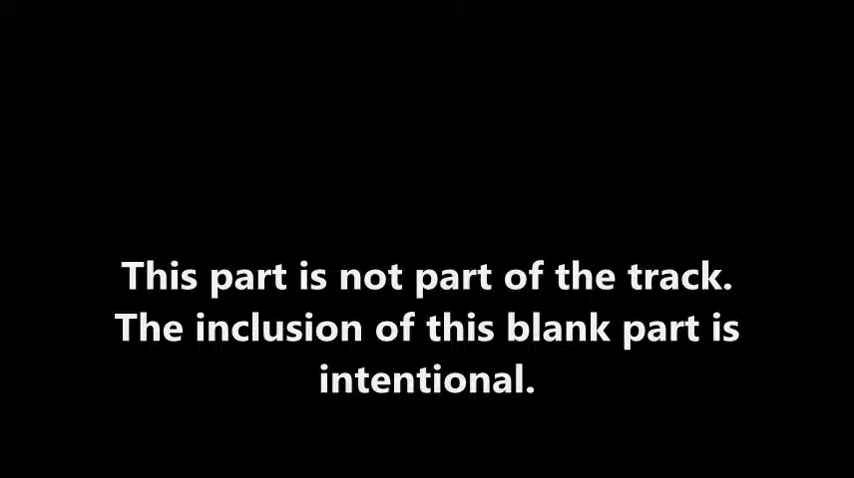 This part is not part of the track.
The inclusion of this blank part is
intentional.